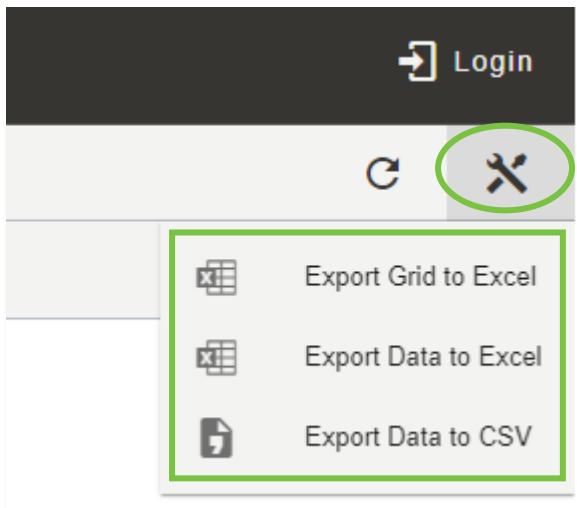 Login
Export Grid to Excel
Export Data to Excel
Export Data to CSV